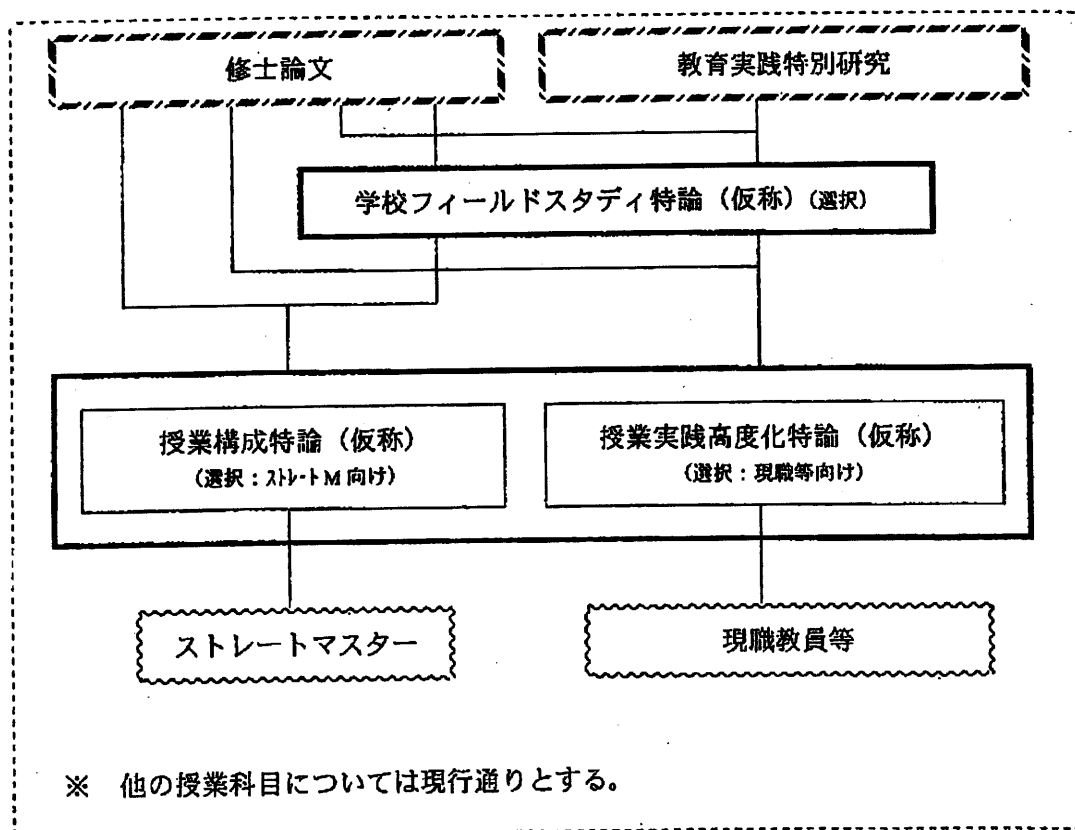 修士論文
教育実践特別研究
学校フィールドスタディ特論（仮称）(選択)
授業構成特論（仮称）
(選択：ｽﾄﾚｰﾄM向け)
授業実践高度化特論（仮称）
(選択：現職等向け)
ストレートマスター
現職教員等
※　他の授業科目については現行通りとする。